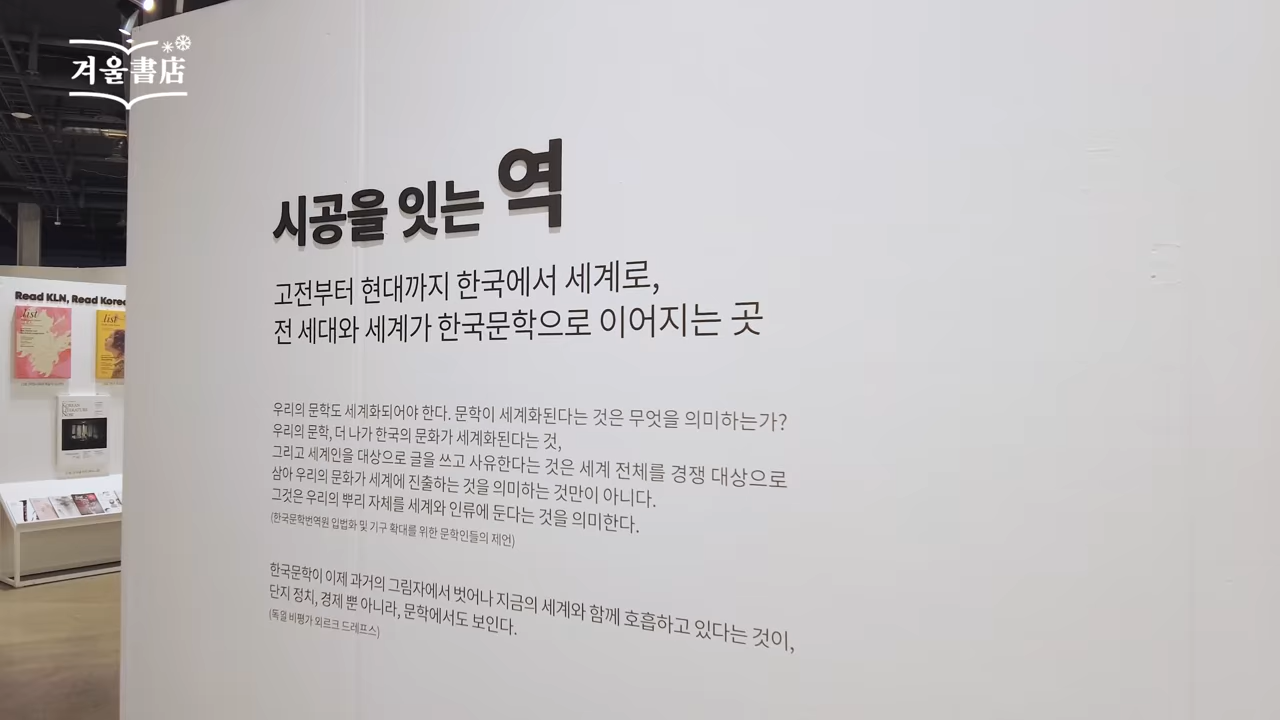 겨울書店
시공을 잇는 역
고전부터 현대까지 한국에서 세계로,
전 세대와 세계가 한국문학으로 이어지는 곳
우리의 문학도 세계화되어야 한다. 문학이 세계화된다는 것은 무엇을 의미하는가?
우리의 문학, 더 나가 한국의 문화가 세계화된다는 것,
그리고 세계인을 대상으로 글을 쓰고 사유한다는 것은 세계 전체를 경쟁 대상으로
삼아 우리의 문화가 세계에 진출하는 것을 의미하는 것만이 아니다.
그것은 우리의 뿌리 자체를 세계와 인류에 둔다는 것을 의미한다.
(한국문학번역원 입법화 및 기구 확대를 위한 문학인들의 제언)
한국문학이 이제 과거의 그림자에서 벗어나 지금의 세계와 함께 호흡하고 있다는 것이,
단지 정치, 경제 뿐 아니라, 문학에서도 보인다.
(독일 비평가 외르크 드레프스)
Read KLN, Read Korea
list
list
Korean
Literature
Now